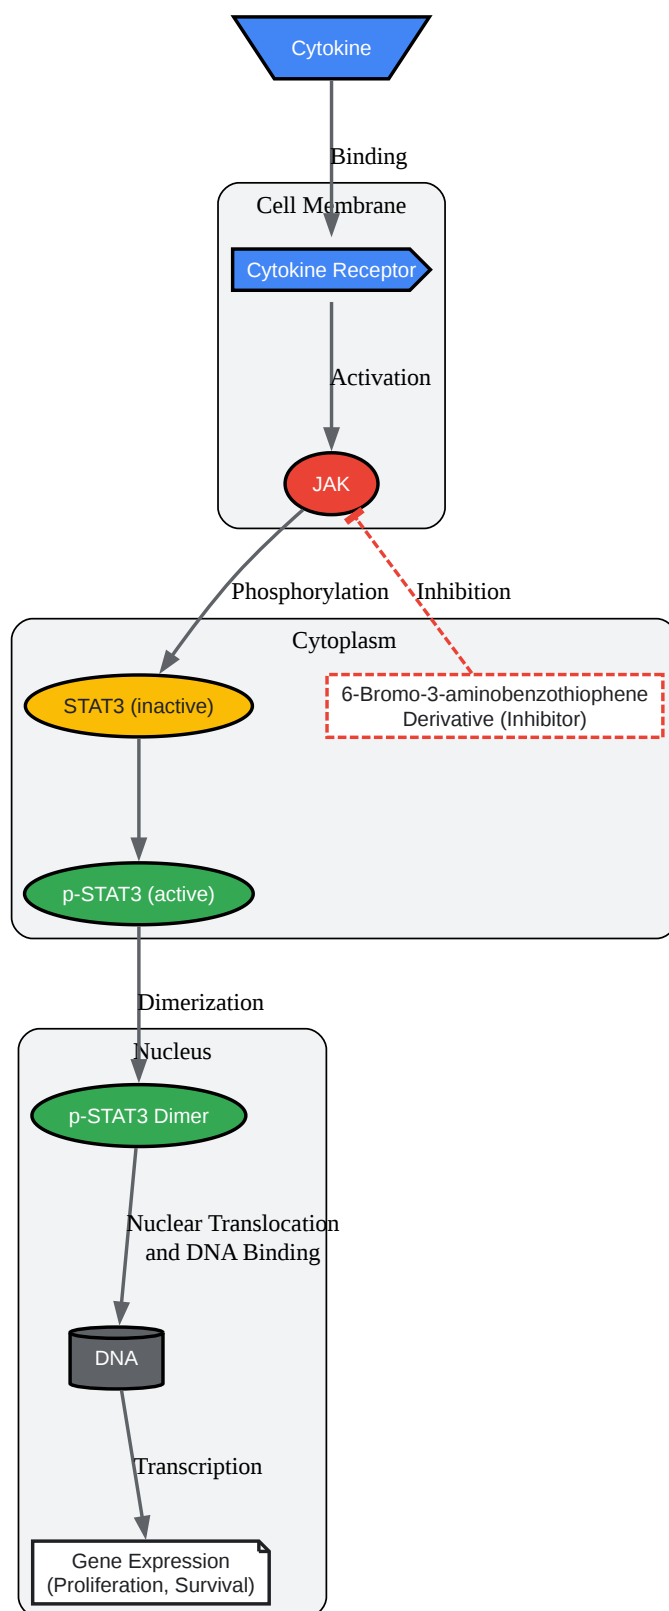 Cytokine
Binding
Cell Membrane
Cytokine Receptor
Activation
JAK
Phosphorylation
Inhibition
Cytoplasm
STAT3 (inactive)
6-Bromo-3-aminobenzothiophene
Derivative (Inhibitor)
p-STAT3 (active)
Dimerization
Nucleus
p-STAT3 Dimer
Nuclear Translocation
and DNA Binding
DNA
Transcription
Gene Expression
(Proliferation, Survival)